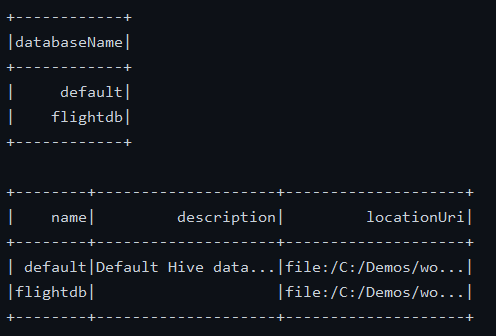 +------------+
|databaseName|
+------------+
|     default|
|    flightdb|
+------------+
+--------+--------------------+--------------------+
|    name|         description|         locationUri|
+--------+--------------------+--------------------+
| default|Default Hive data...|file:/C:/Demos/wo...|
|flightdb|                    |file:/C:/Demos/wo...|
+--------+--------------------+--------------------+